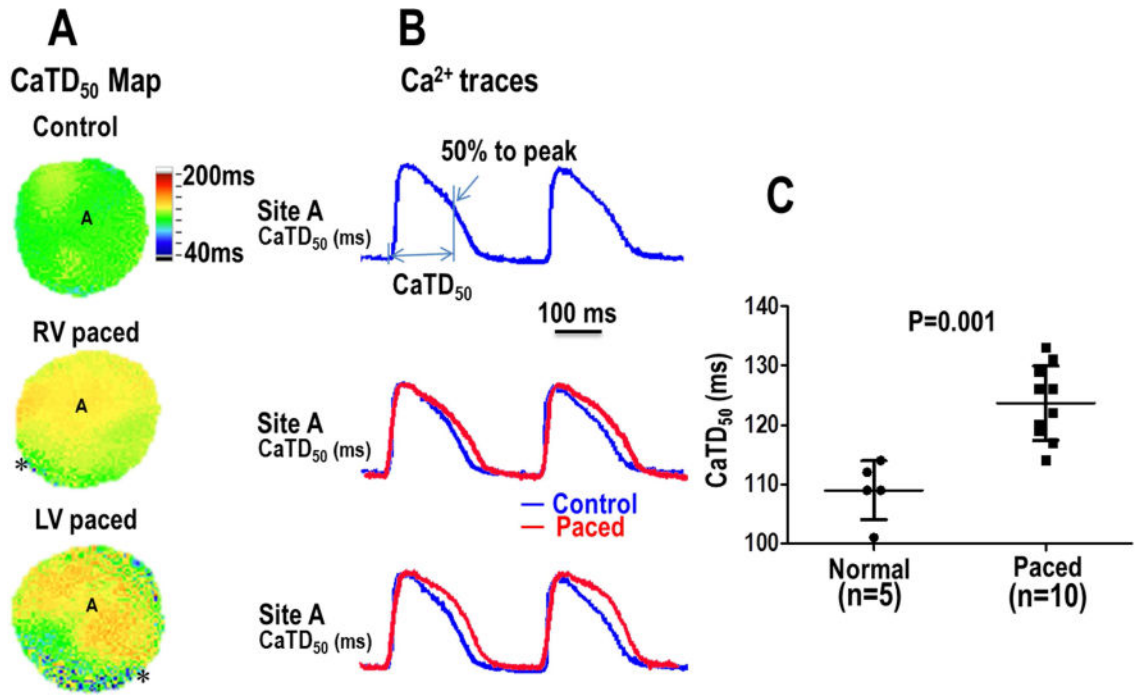 A
CaTD₅₀ Map
Control
A
200ms
40ms
RV paced
A
*
LV paced
A
*
B
Ca²⁺ traces
50% to peak
Site A
CaTD₅₀ (ms)
CaTD₅₀
100 ms
Site A
CaTD₅₀ (ms)
Control
Paced
Site A
CaTD₅₀ (ms)
C
P=0.001
CaTD₅₀ (ms)
140
130
120
110
100
Normal
(n=5)
Paced
(n=10)